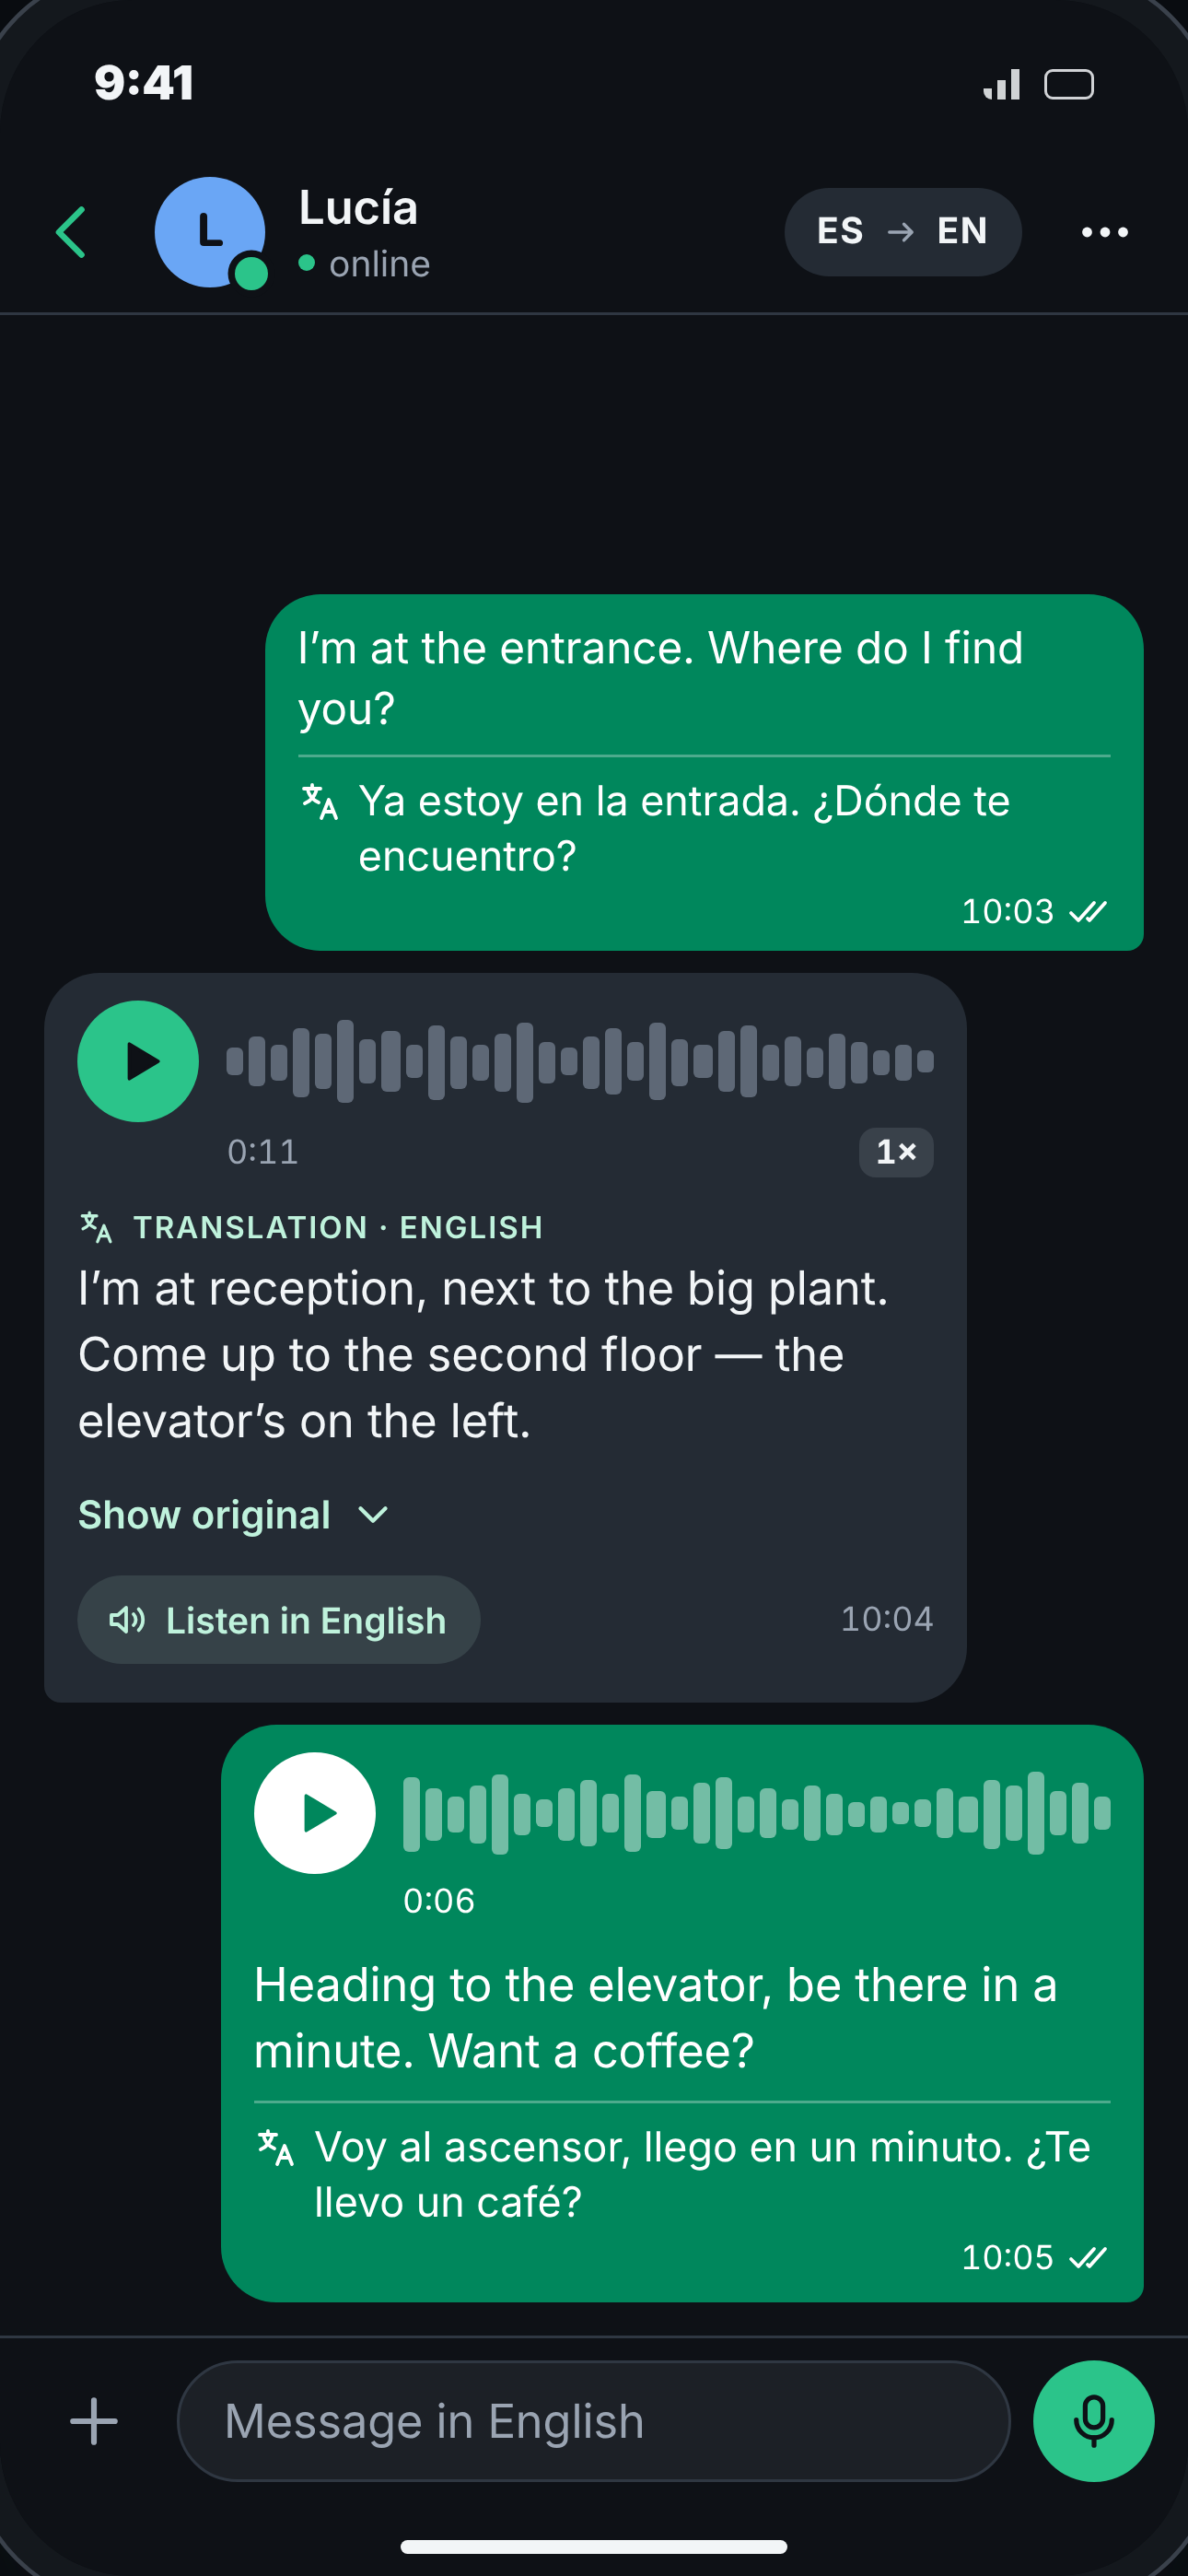 9:41
L
Lucía
online
ES → EN
I’m at the entrance. Where do I find
you?
Ya estoy en la entrada. ¿Dónde te
encuentro?
10:03
0:11
1×
TRANSLATION · ENGLISH
I’m at reception, next to the big plant.
Come up to the second floor — the
elevator’s on the left.
Show original
Listen in English
10:04
0:06
Heading to the elevator, be there in a
minute. Want a coffee?
Voy al ascensor, llego en un minuto. ¿Te
llevo un café?
10:05
Message in English